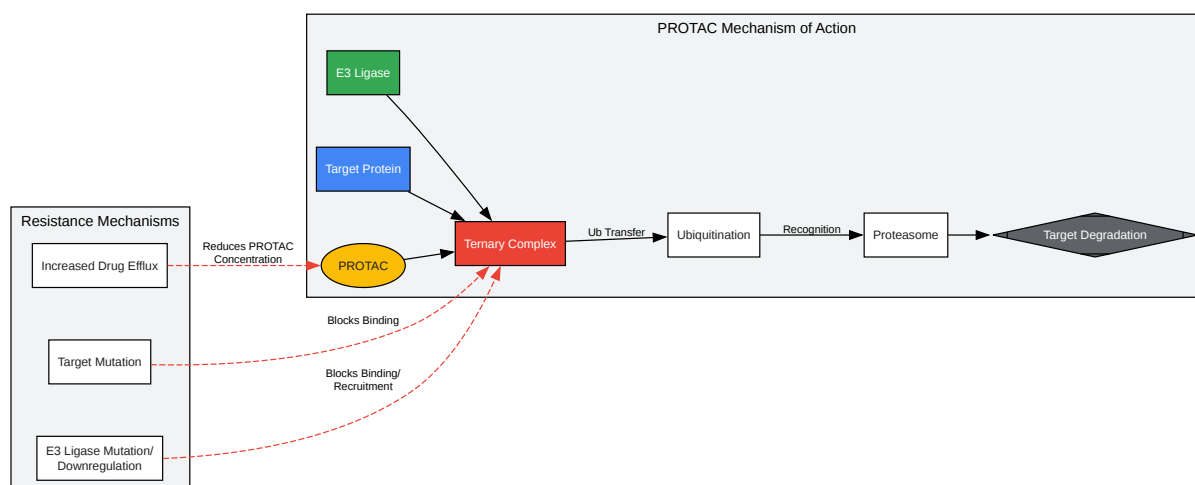 PROTAC Mechanism of Action
E3 Ligase
Target Protein
Resistance Mechanisms
Increased Drug Efflux
Reduces PROTAC
Concentration
PROTAC
Ternary Complex
Ub Transfer
Ubiquitination
Recognition
Proteasome
Target Degradation
Blocks Binding
Target Mutation
Blocks Binding/
Recruitment
E3 Ligase Mutation/
Downregulation